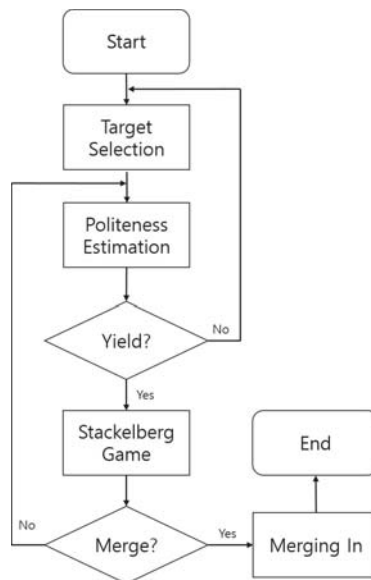 Start
Target
Selection
Politeness
Estimation
Yield?
No
Yes
Stackelberg
Game
End
No
Merge?
Yes
Merging In